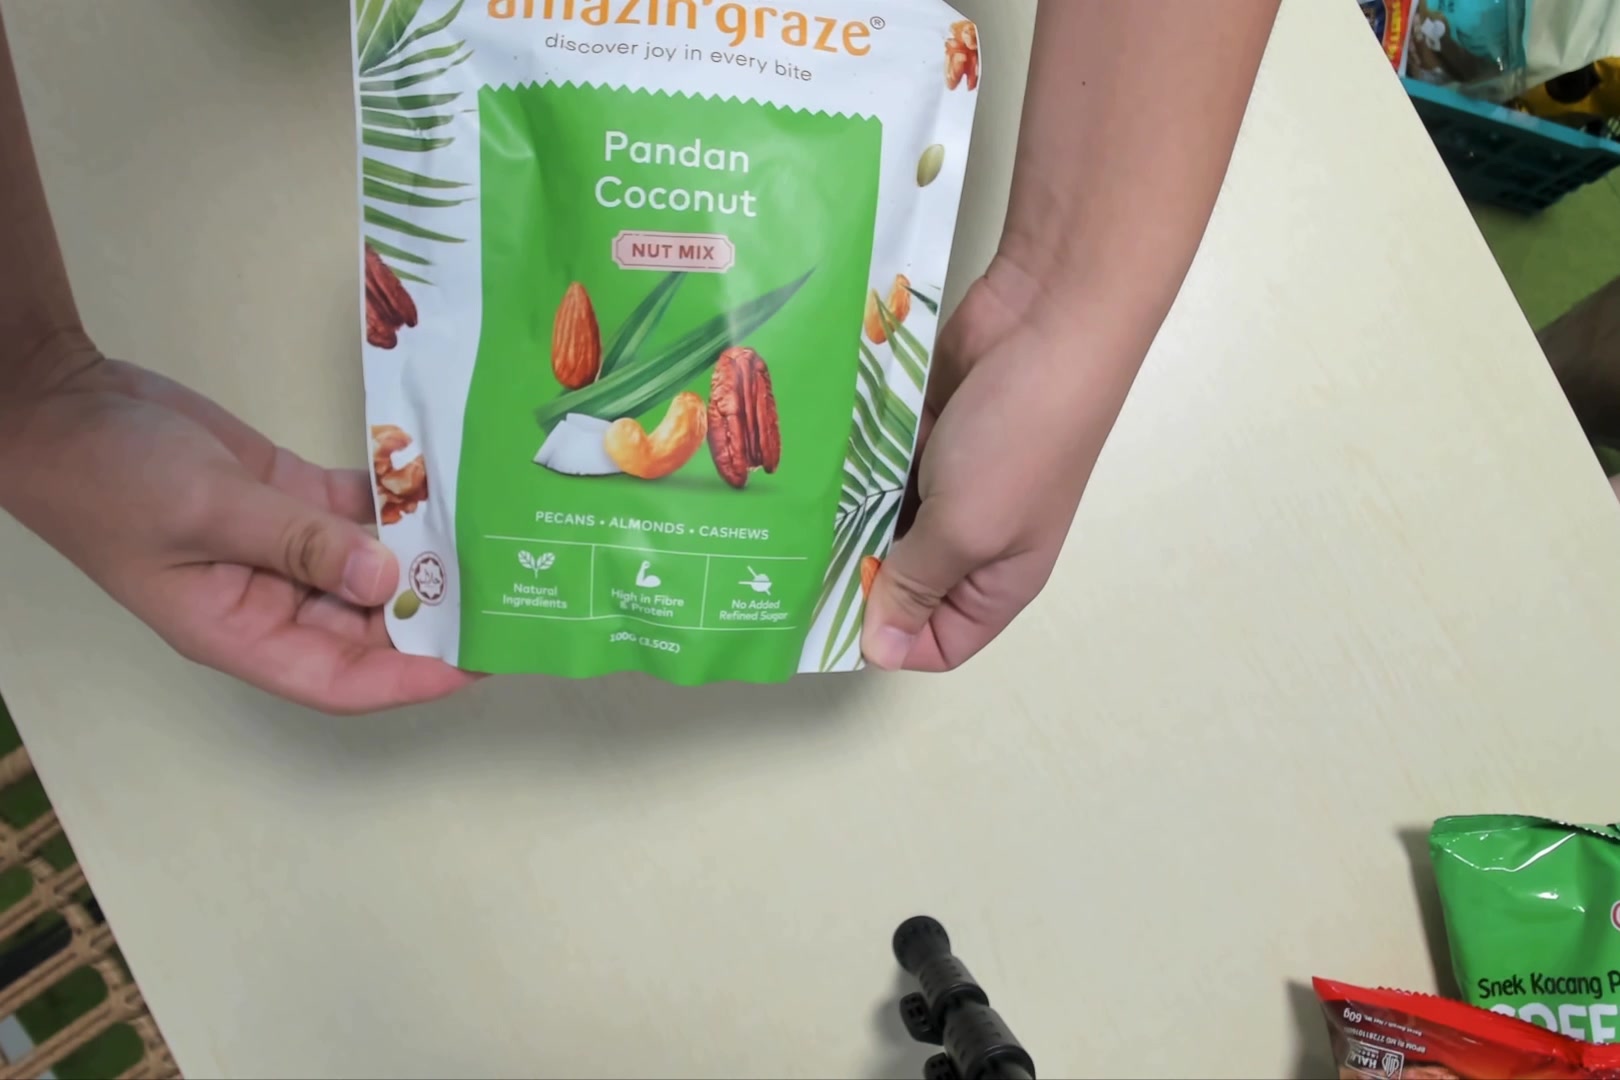 amazin'graze®
discover joy in every bite
Pandan
Coconut
NUT MIX
PECANS • ALMONDS • CASHEWS
Natural
Ingredients
High in Fibre
& Protein
No Added
Refined Sugar
100G (3.5OZ)
Snek Kacang P
60g